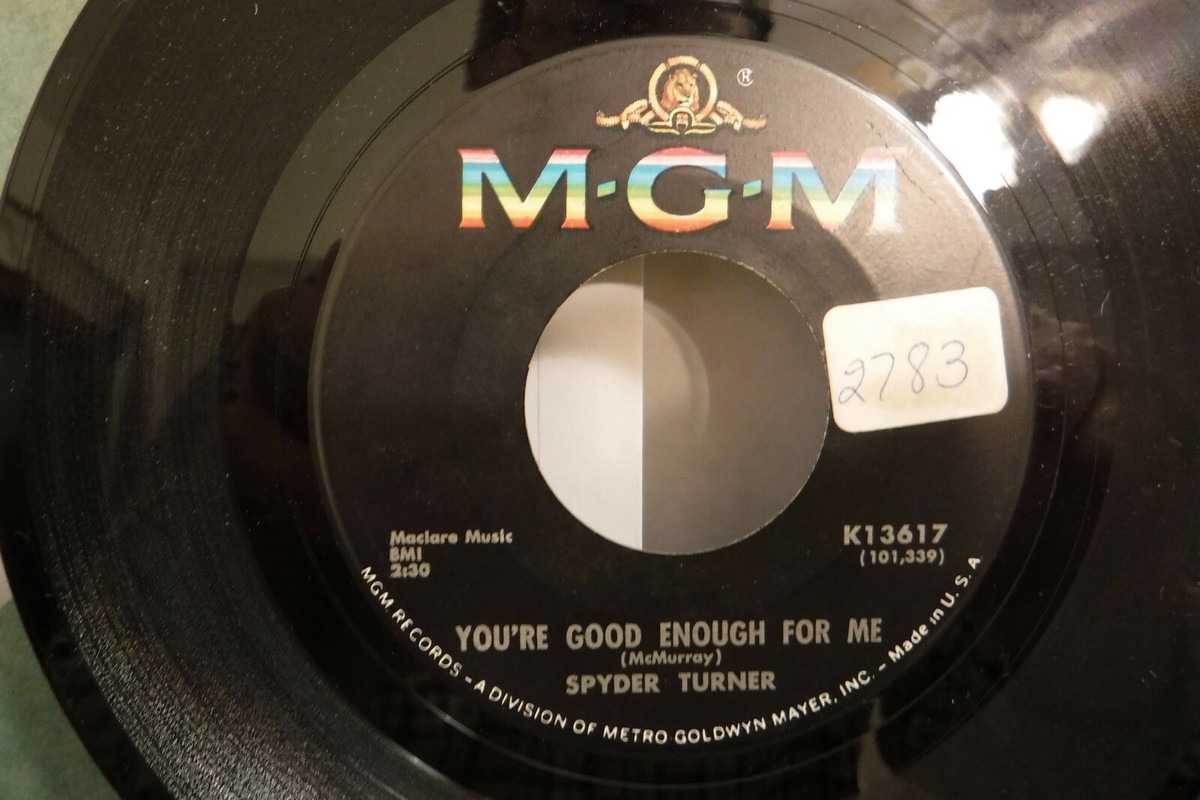 ®
M·G·M
2783
Maclare Music
BMI
2:30
K13617
(101,339)
YOU'RE GOOD ENOUGH FOR ME
(McMurray)
SPYDER TURNER
MGM RECORDS – A DIVISION OF METRO GOLDWYN MAYER, INC. – Made in U. S. A